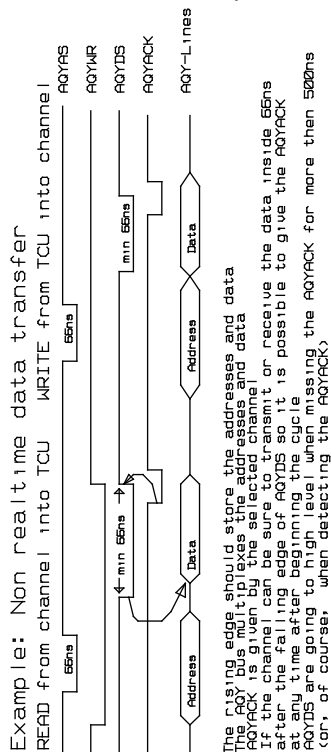 Example: Non realtime data transfer
READ from channel into TCU WRITE from TCU into channel
66ns 66ns AQYAS
AQYWR
min 66ns min 66ns AQYDS
AQYACK
Address Data Address Data AQY-Lines
The rising edge should store the addresses and data
The AQY bus multiplexes the addresses and data
AQYACK is given by the selected channel
If the channel can be sure to transmit or receive the data inside 66ns
after the falling edge of AQYDS so it is possible to give the AQYACK
at any time after beginning the cycle
AQYDS are going to high level when missing the AQYACK for more then 500ns
or, of course, when detecting the AQYACK)